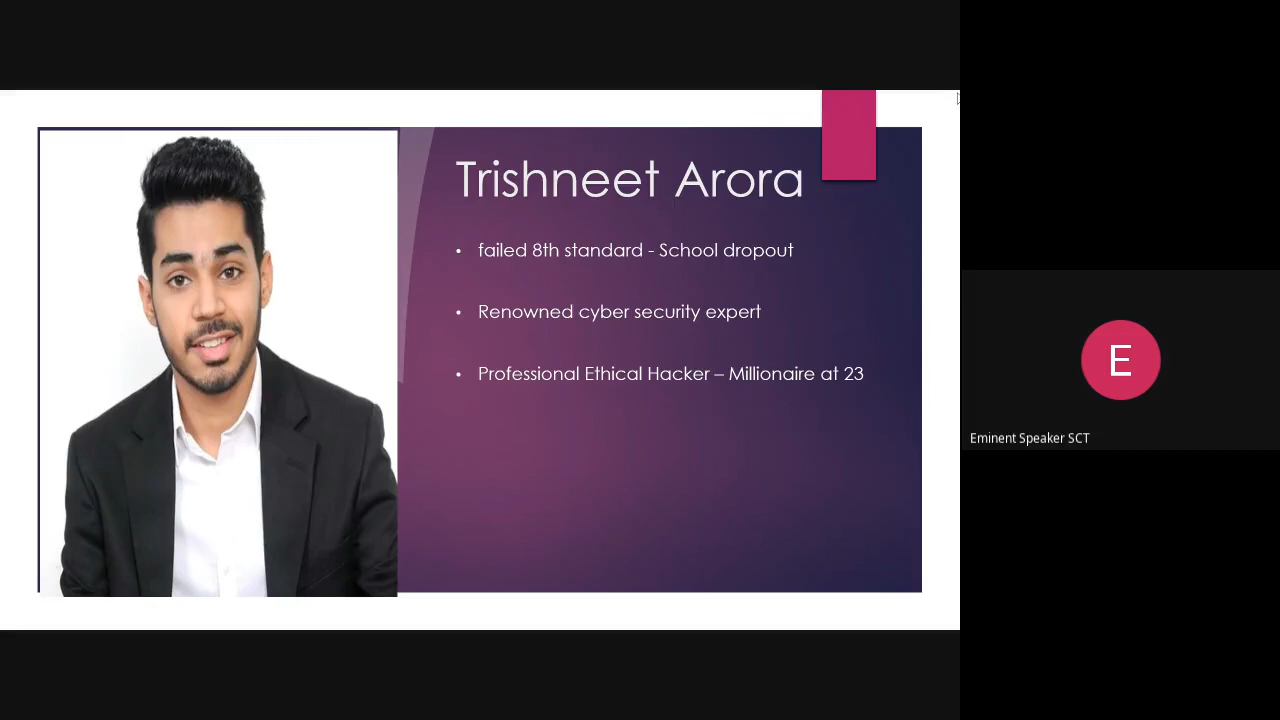 Trishneet Arora
• failed 8th standard - School dropout
• Renowned cyber security expert
• Professional Ethical Hacker – Millionaire at 23
E
Eminent Speaker SCT